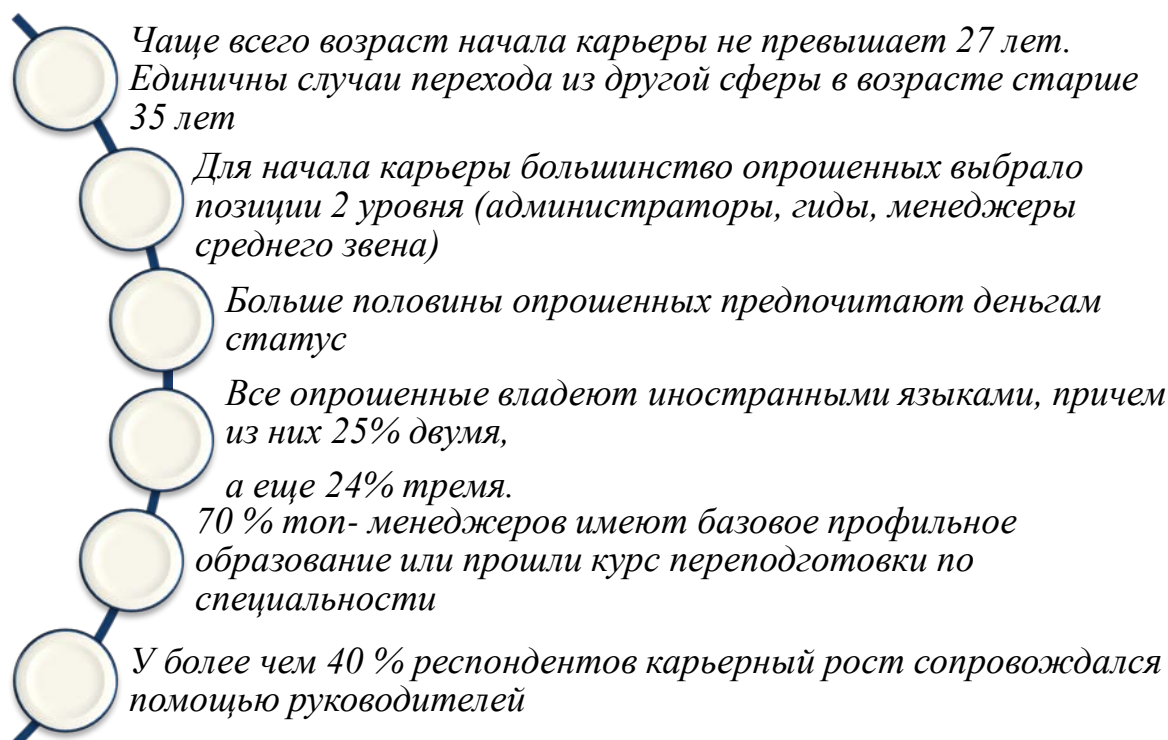 Чаще всего возраст начала карьеры не превышает 27 лет.
Единичны случаи перехода из другой сферы в возрасте старше
35 лет
Для начала карьеры большинство опрошенных выбрало
позиции 2 уровня (администраторы, гиды, менеджеры
среднего звена)
Больше половины опрошенных предпочитают деньгам
статус
Все опрошенные владеют иностранными языками, причем
из них 25% двумя,
а еще 24% тремя.
70 % топ- менеджеров имеют базовое профильное
образование или прошли курс переподготовки по
специальности
У более чем 40 % респондентов карьерный рост сопровождался
помощью руководителей